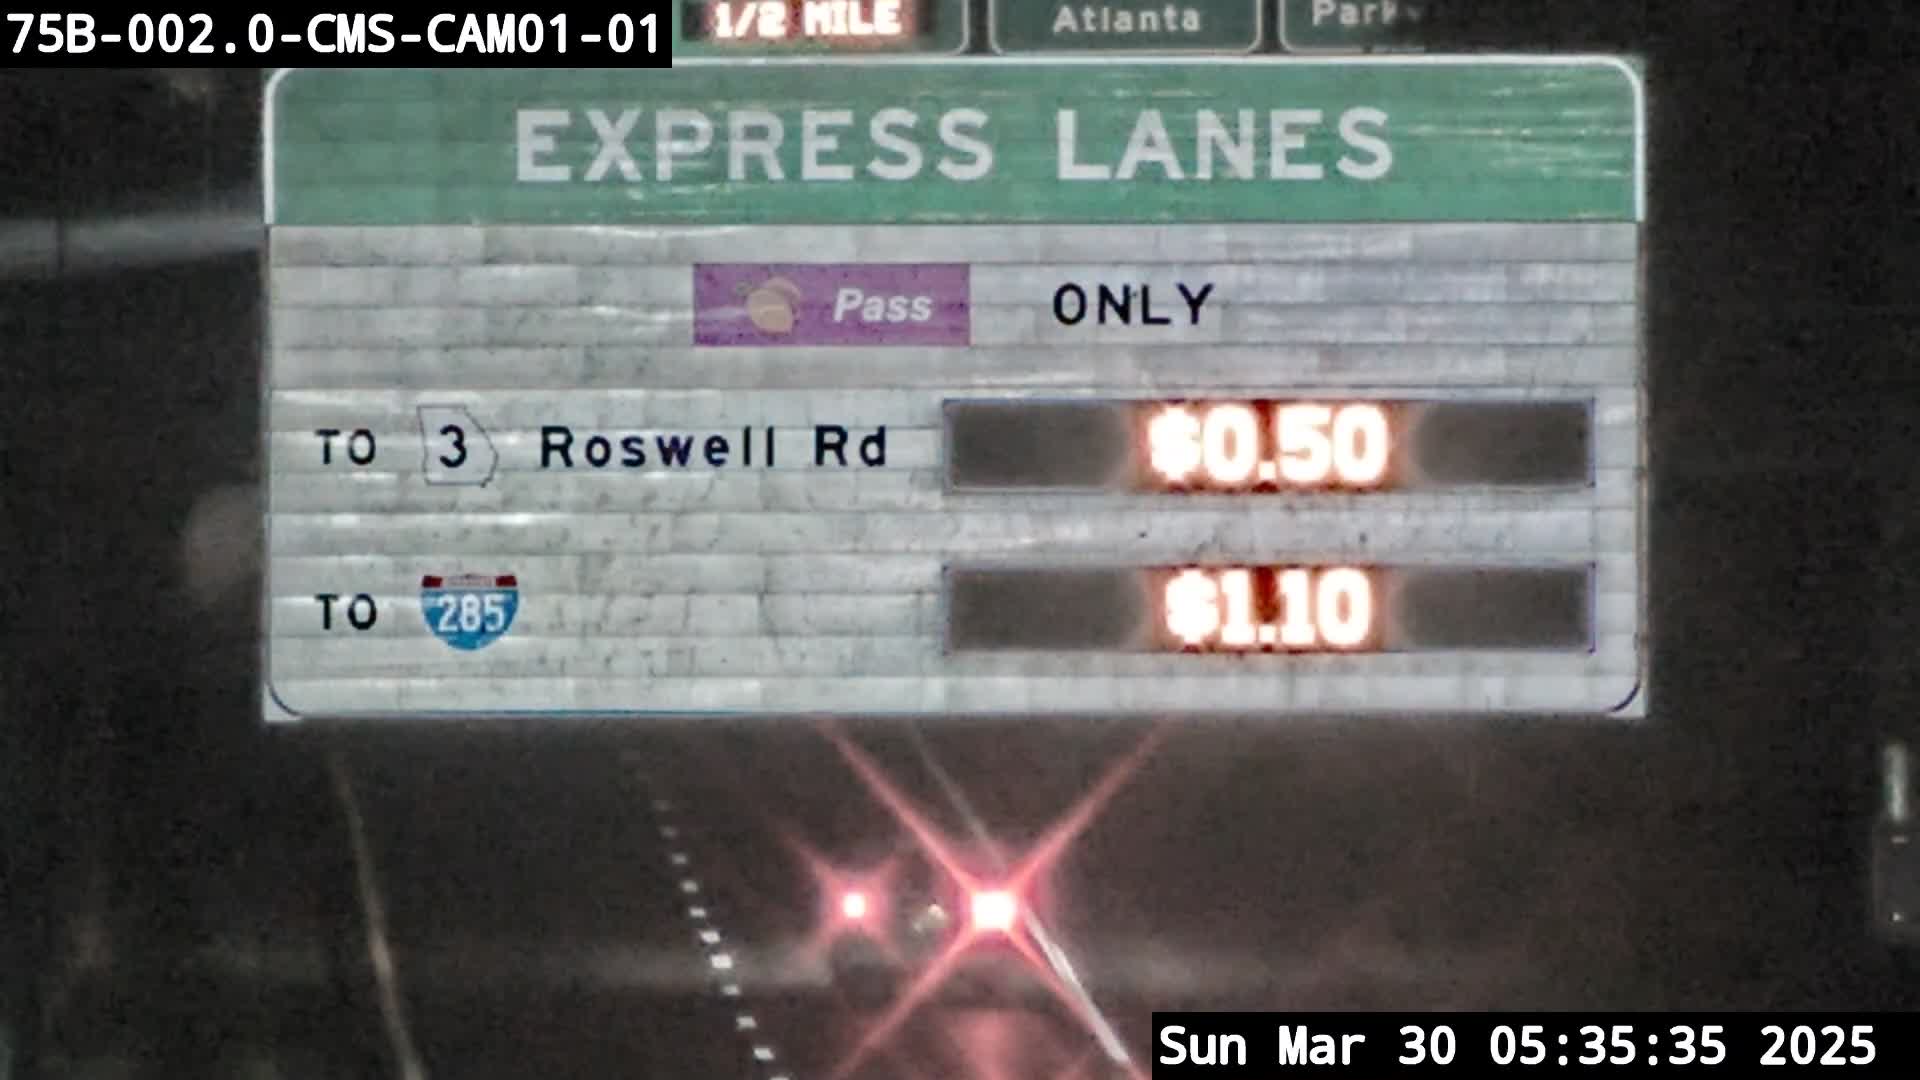 75B-002.0-CMS-CAM01-01
1/2 MILE
Atlanta
Park
EXPRESS LANES
Pass ONLY
TO 3 Roswell Rd $0.50
TO 285 $1.10
Sun Mar 30 05:35:35 2025